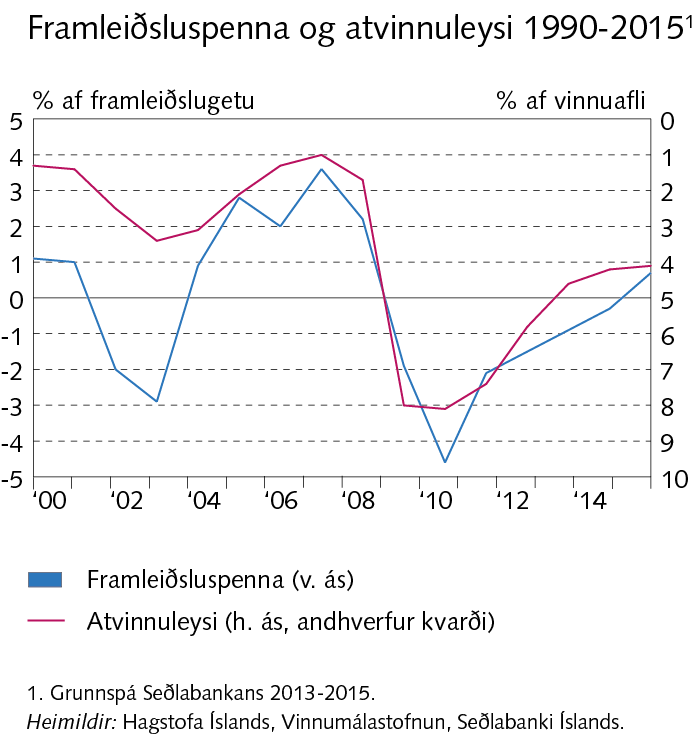 Framleiðsluspenna og atvinnuleysi 1990-2015¹
% af framleiðslugetu % af vinnuafli
5 0
4 1
3 2
2 3
1 4
0 5
-1 6
-2 7
-3 8
-4 9
-5 10
‘00 ‘02 ‘04 ‘06 ‘08 ‘10 ‘12 ‘14
Framleiðsluspenna (v. ás)
Atvinnuleysi (h. ás, andhverfur kvarði)
1. Grunnspá Seðlabankans 2013-2015.
Heimildir: Hagstofa Íslands, Vinnumálastofnun, Seðlabanki Íslands.